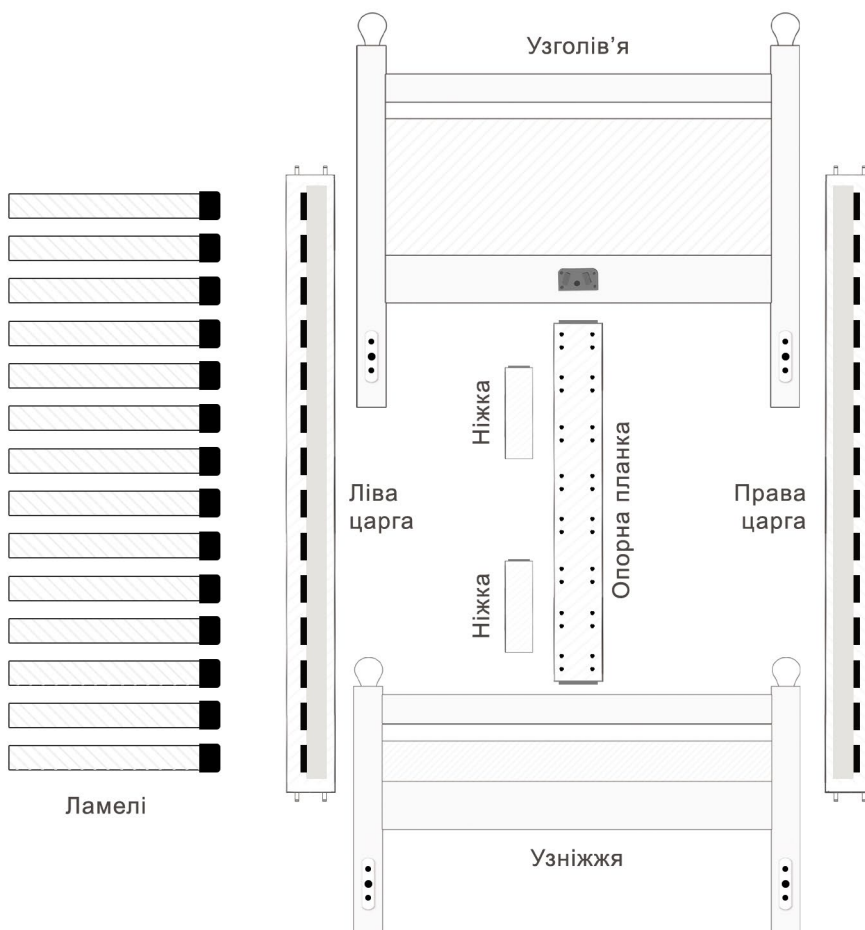 Узголів’я
Ніжка
Ліва
царга
Опорна планка
Права
царга
Ніжка
Ламелі
Узніжжя